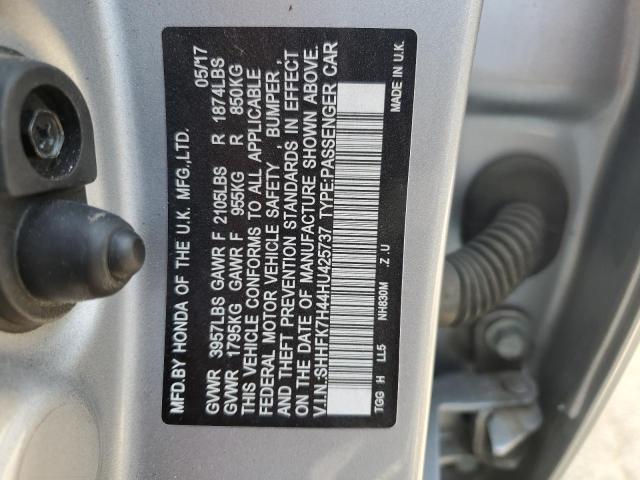 MFD.BY HONDA OF THE U.K. MFG.,LTD. 05/17
GVWR 3957LBS GAWR F 2105LBS R 1874LBS
GVWR 1795KG GAWR F 955KG R 850KG
THIS VEHICLE CONFORMS TO ALL APPLICABLE
FEDERAL MOTOR VEHICLE SAFETY , BUMPER ,
AND THEFT PREVENTION STANDARDS IN EFFECT
ON THE DATE OF MANUFACTURE SHOWN ABOVE.
V.I.N.:SHHFK7H44HU425737 TYPE:PASSENGER CAR
TGG H LL5 NH830M .Z .U MADE IN U.K.